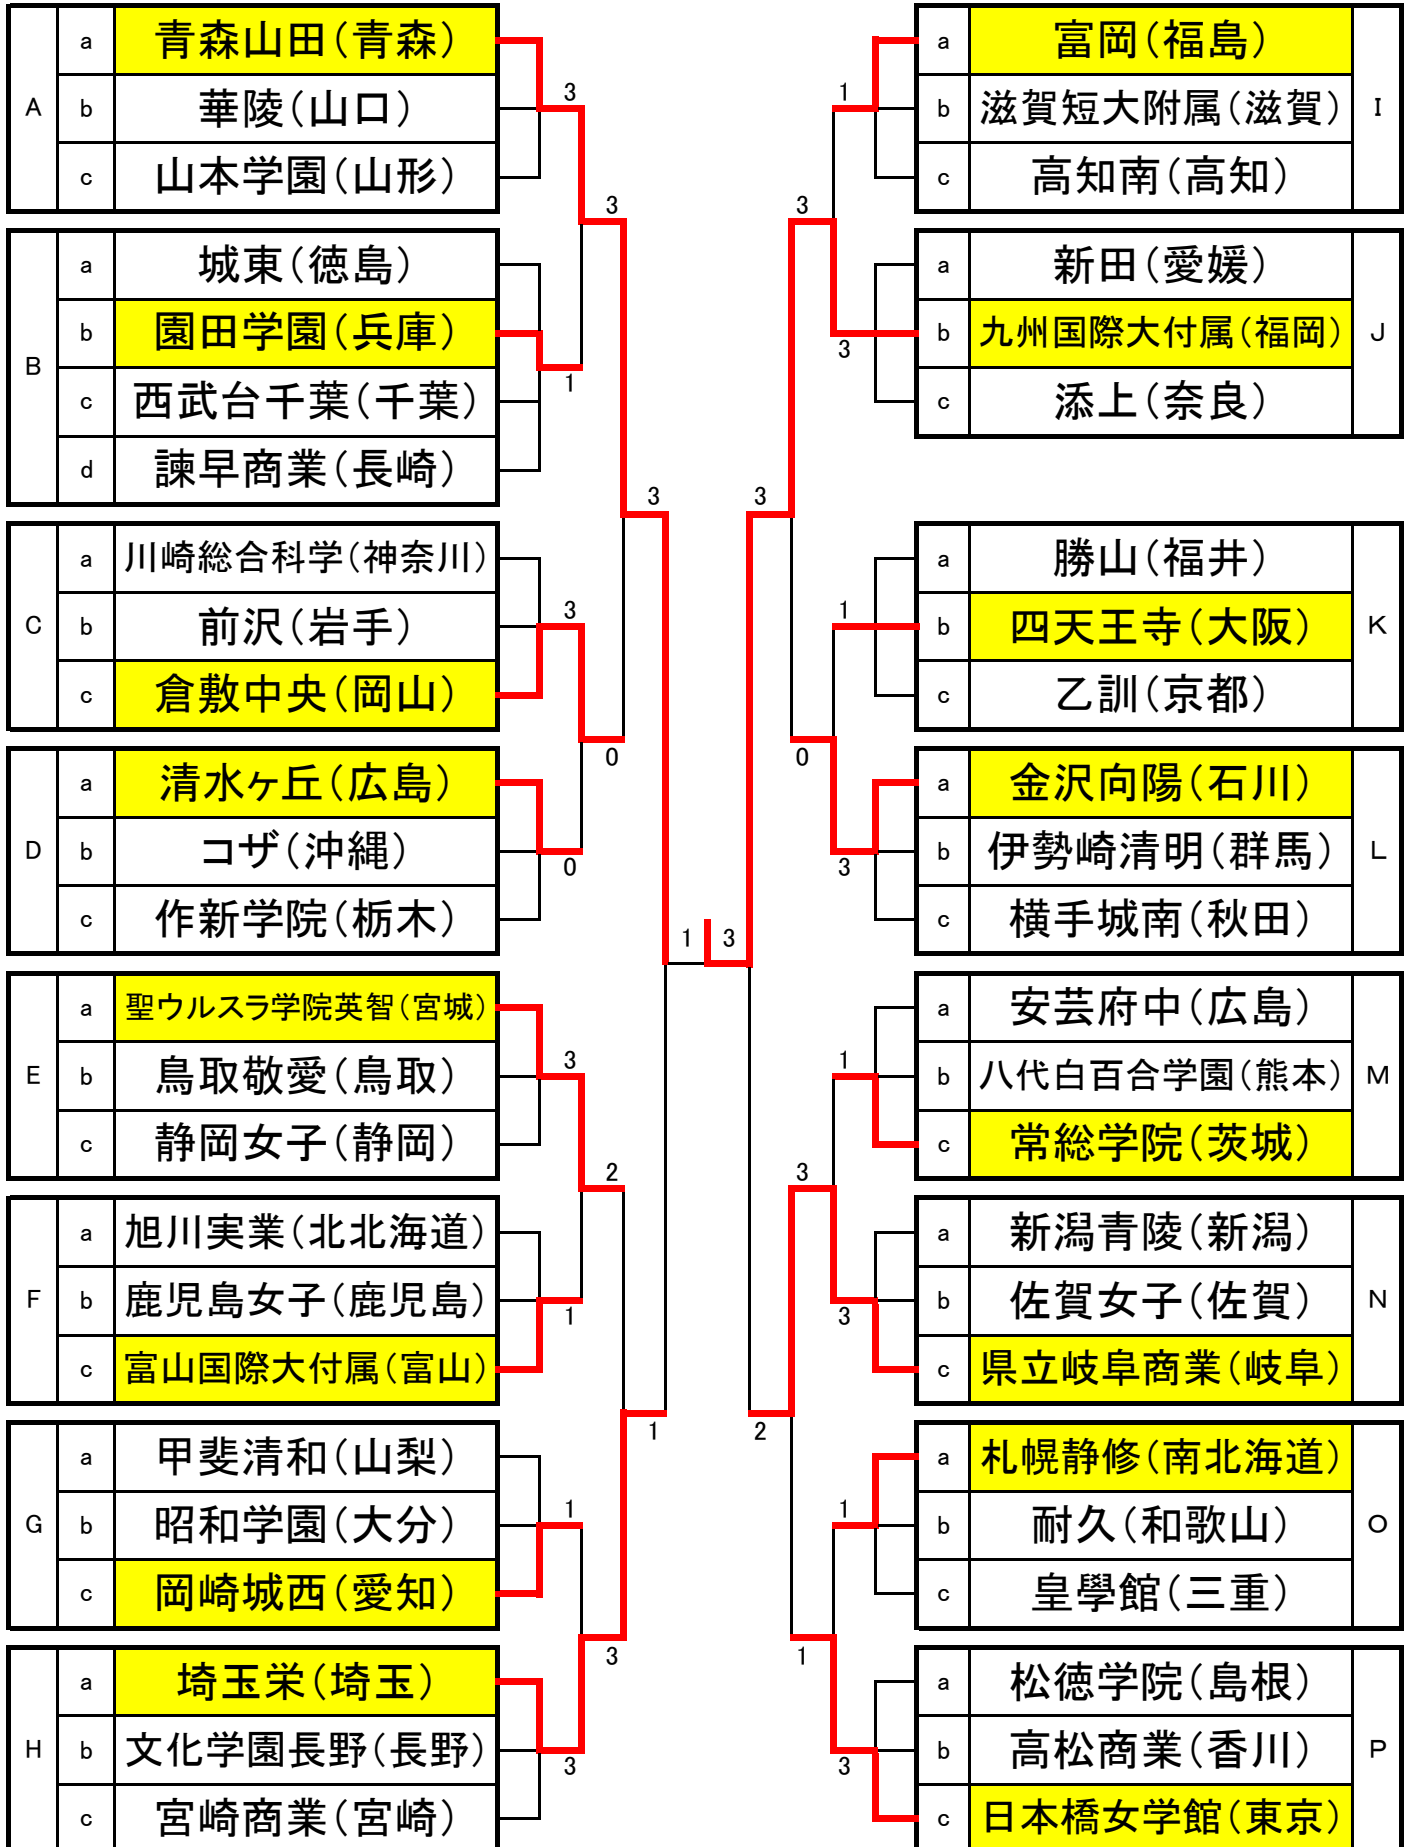 A
a 青森山田(青森)
b 華陵(山口)
c 山本学園(山形)
B
a 城東(徳島)
b 園田学園(兵庫)
c 西武台千葉(千葉)
d 諫早商業(長崎)
C
a 川崎総合科学(神奈川)
b 前沢(岩手)
c 倉敷中央(岡山)
D
a 清水ヶ丘(広島)
b コザ(沖縄)
c 作新学院(栃木)
E
a 聖ウルスラ学院英智(宮城)
b 鳥取敬愛(鳥取)
c 静岡女子(静岡)
F
a 旭川実業(北北海道)
b 鹿児島女子(鹿児島)
c 富山国際大付属(富山)
G
a 甲斐清和(山梨)
b 昭和学園(大分)
c 岡崎城西(愛知)
H
a 埼玉栄(埼玉)
b 文化学園長野(長野)
c 宮崎商業(宮崎)
3
1
3
0
3
1
1
3
3
0
2
3
3
1
1 3
3
2
3
0
3
1
1
3
1
3
1
3
1
3
a 富岡(福島)
b 滋賀短大附属(滋賀)
c 高知南(高知)
I
a 新田(愛媛)
b 九州国際大付属(福岡)
c 添上(奈良)
J
a 勝山(福井)
b 四天王寺(大阪)
c 乙訓(京都)
K
a 金沢向陽(石川)
b 伊勢崎清明(群馬)
c 横手城南(秋田)
L
a 安芸府中(広島)
b 八代白百合学園(熊本)
c 常総学院(茨城)
M
a 新潟青陵(新潟)
b 佐賀女子(佐賀)
c 県立岐阜商業(岐阜)
N
a 札幌静修(南北海道)
b 耐久(和歌山)
c 皇學館(三重)
O
a 松徳学院(島根)
b 高松商業(香川)
c 日本橋女学館(東京)
P